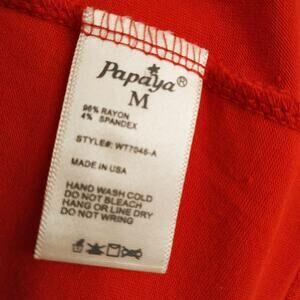 Papaya®
M
96% RAYON
4% SPANDEX
STYLE#: WT7046-A
MADE IN USA
HAND WASH COLD
DO NOT BLEACH
HANG OR LINE DRY
DO NOT WRING